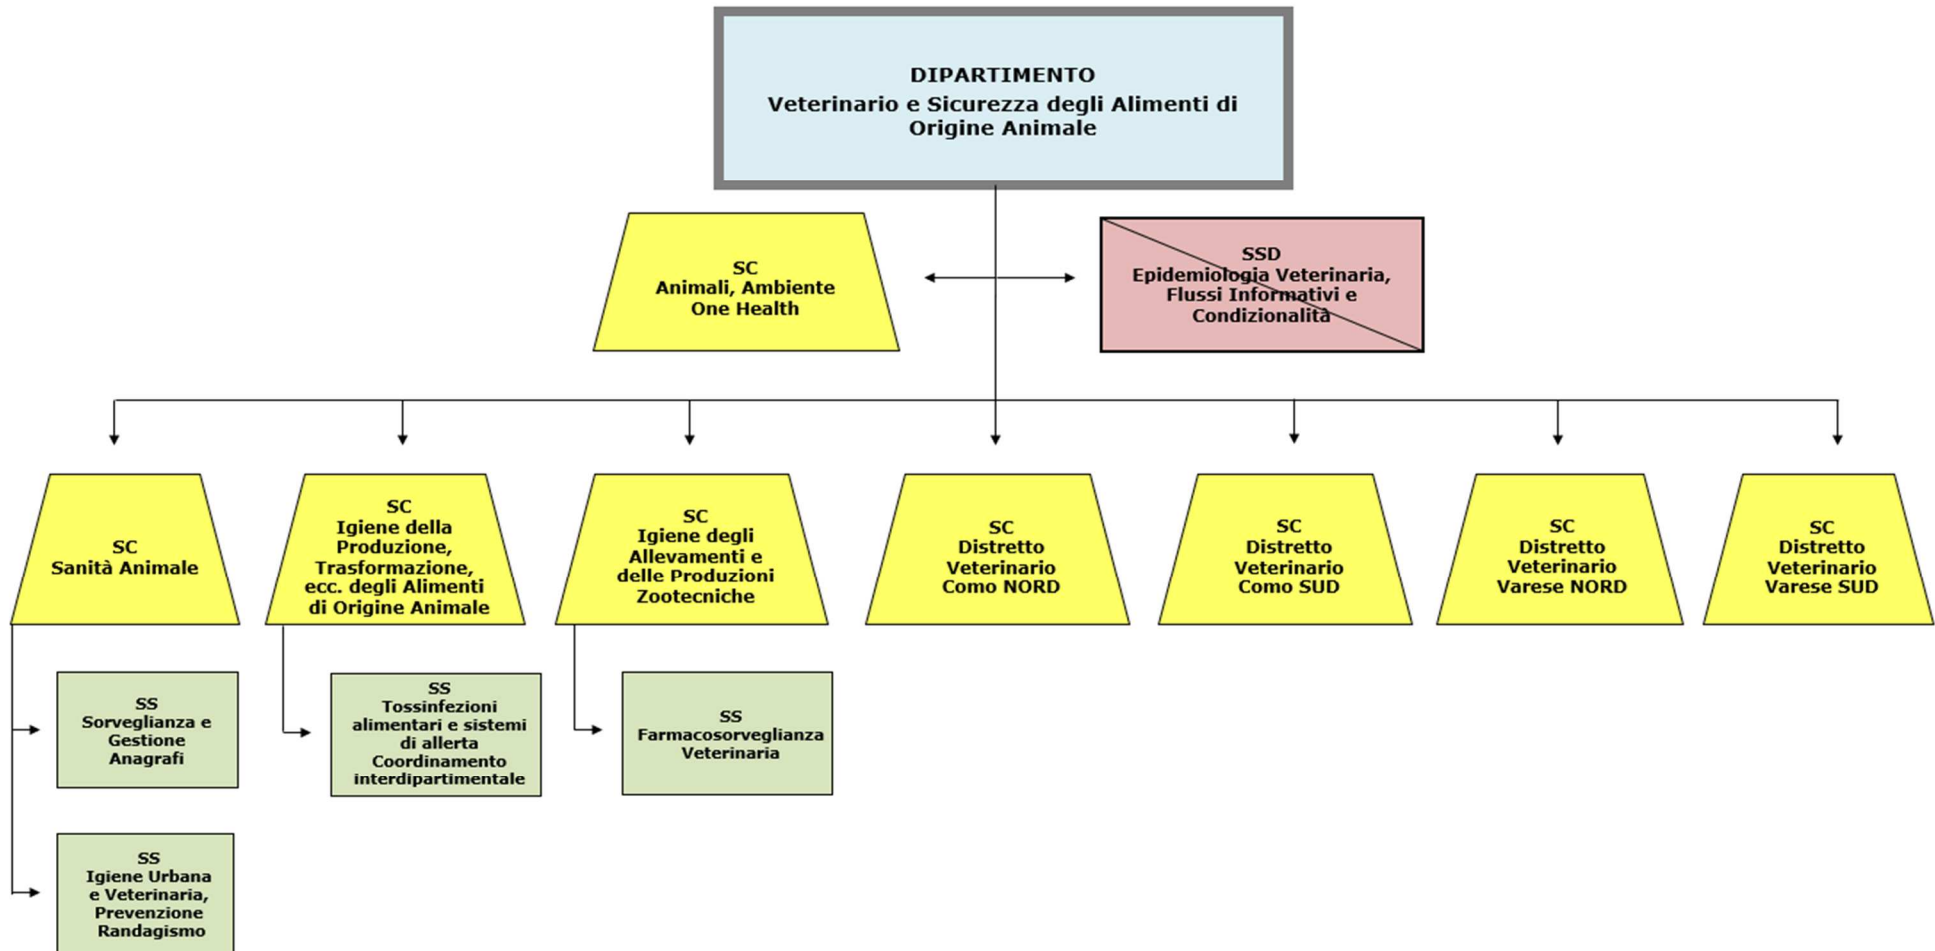 DIPARTIMENTO
Veterinario e Sicurezza degli Alimenti di
Origine Animale
SC
Animali, Ambiente
One Health
SSD
Epidemiologia Veterinaria,
Flussi Informativi e
Condizionalità
SC
Sanità Animale
SC
Igiene della
Produzione,
Trasformazione,
ecc. degli Alimenti
di Origine Animale
SC
Igiene degli
Allevamenti e
delle Produzioni
Zootecniche
SC
Distretto
Veterinario
Como NORD
SC
Distretto
Veterinario
Como SUD
SC
Distretto
Veterinario
Varese NORD
SC
Distretto
Veterinario
Varese SUD
SS
Sorveglianza e
Gestione
Anagrafi
SS
Tossinfezioni
alimentari e sistemi
di allerta
Coordinamento
interdipartimentale
SS
Farmacosorveglianza
Veterinaria
SS
Igiene Urbana
e Veterinaria,
Prevenzione
Randagismo